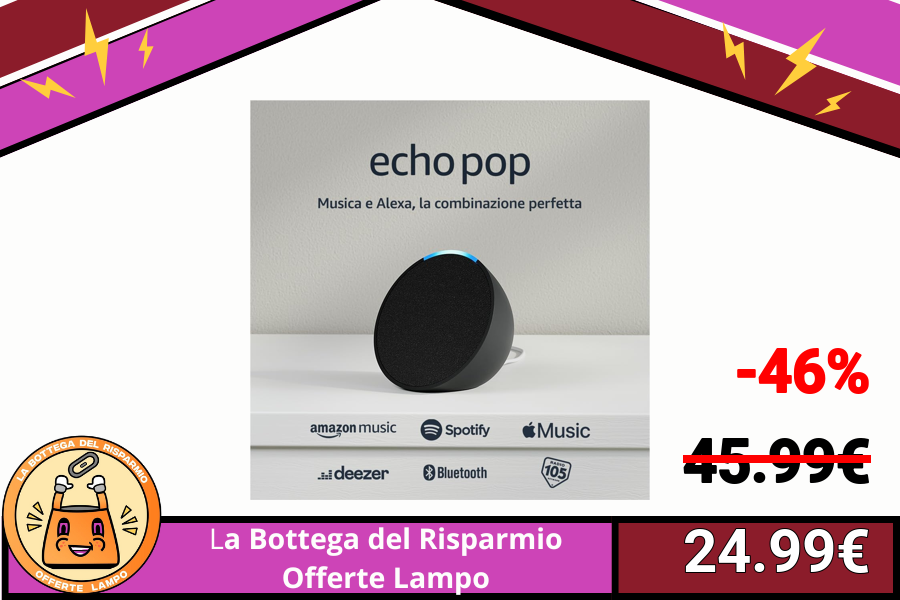 echo pop
Musica e Alexa, la combinazione perfetta
amazon music
Spotify
Music
deezer
Bluetooth
RADIO
105
-46%
45.99€
24.99€
LA BOTTEGA DEL RISPARMIO
OFFERTE LAMPO
La Bottega del Risparmio
Offerte Lampo